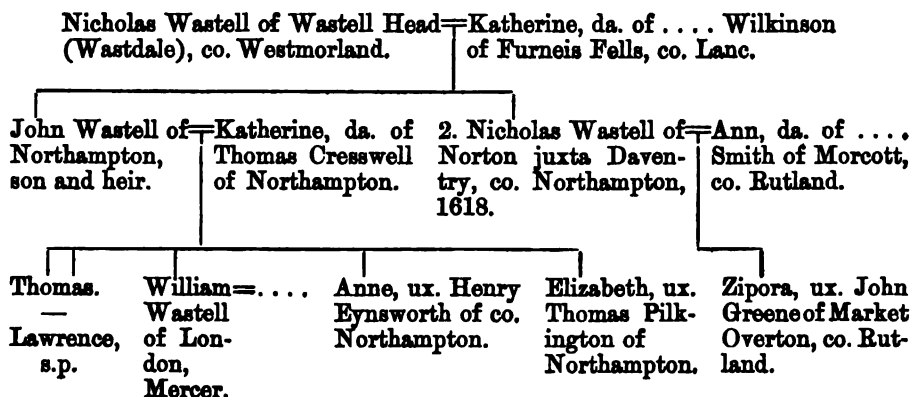 Nicholas Wastell of Wastell Head═Katherine, da. of .... Wilkinson
(Wastdale), co. Westmorland. of Furneis Fells, co. Lanc.
John Wastell of═Katherine, da. of
Northampton, Thomas Cresswell
son and heir. of Northampton.
2. Nicholas Wastell of═Ann, da. of ....
Norton juxta Daven- Smith of Morcott,
try, co. Northampton, co. Rutland.
1618.
Thomas.
—
Lawrence,
s.p.
William═....
Wastell
of Lon-
don,
Mercer.
Anne, ux. Henry
Eynsworth of co.
Northampton.
Elizabeth, ux.
Thomas Pilk-
ington of
Northampton.
Zipora, ux. John
Greene of Market
Overton, co. Rut-
land.